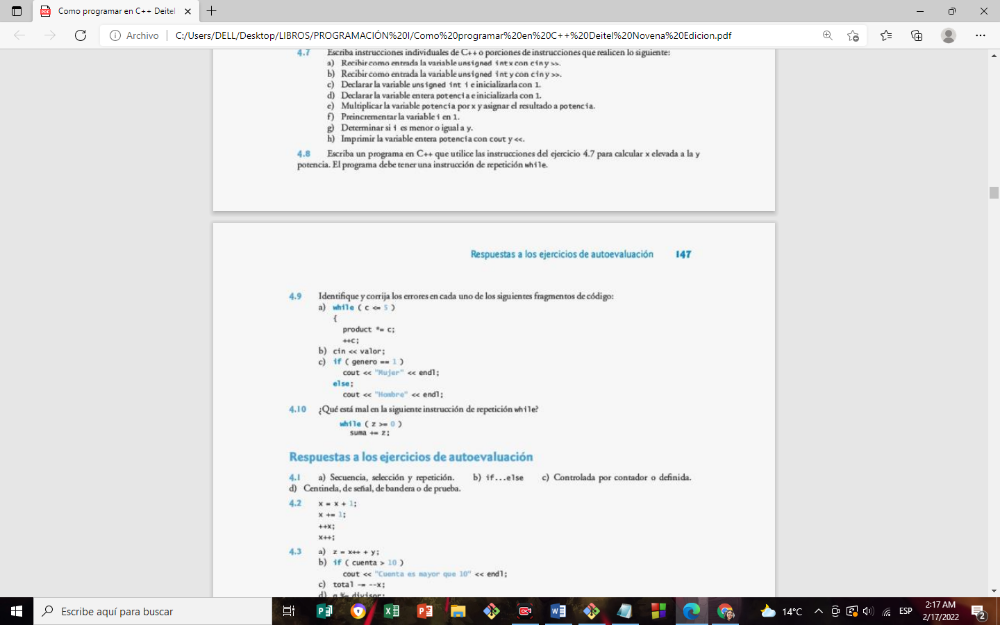 Como programar en C++ Deitel
Archivo
C:/Users/DELL/Desktop/LIBROS/PROGRAMACIÓN%20I/Como%20programar%20en%20C++%20Deitel%20Novena%20Edicion.pdf
4.7 Escriba instrucciones individuales de C++ o porciones de instrucciones que realicen lo siguiente:
a) Recibir como entrada la variable unsigned int x con cin y >>.
b) Recibir como entrada la variable unsigned int y con cin y >>.
c) Declarar la variable unsigned int i e inicializarla con 1.
d) Declarar la variable entera potencia e inicializarla con 1.
e) Multiplicar la variable potencia por x y asignar el resultado a potencia.
f) Preincrementar la variable i en 1.
g) Determinar si i es menor o igual a y.
h) Imprimir la variable entera potencia con cout y <<.
4.8 Escriba un programa en C++ que utilice las instrucciones del ejercicio 4.7 para calcular x elevada a la y
potencia. El programa debe tener una instrucción de repetición while.
Respuestas a los ejercicios de autoevaluación 147
4.9 Identifique y corrija los errores en cada uno de los siguientes fragmentos de código:
a) while ( c <= 5 )
{
product *= c;
++c;
b) cin << valor;
c) if ( genero == 1 )
cout << "Mujer" << endl;
else;
cout << "Hombre" << endl;
4.10 ¿Qué está mal en la siguiente instrucción de repetición while?
while ( z >= 0 )
suma += z;
Respuestas a los ejercicios de autoevaluación
4.1 a) Secuencia, selección y repetición. b) if...else c) Controlada por contador o definida.
d) Centinela, de señal, de bandera o de prueba.
4.2 x = x + 1;
x += 1;
++x;
x++;
4.3 a) z = x++ + y;
b) if ( cuenta > 10 )
cout << "Cuenta es mayor que 10" << endl;
c) total -= --x;
d) q %= divisor;
Escribe aquí para buscar
14°C
ESP
2:17 AM
2/17/2022
2